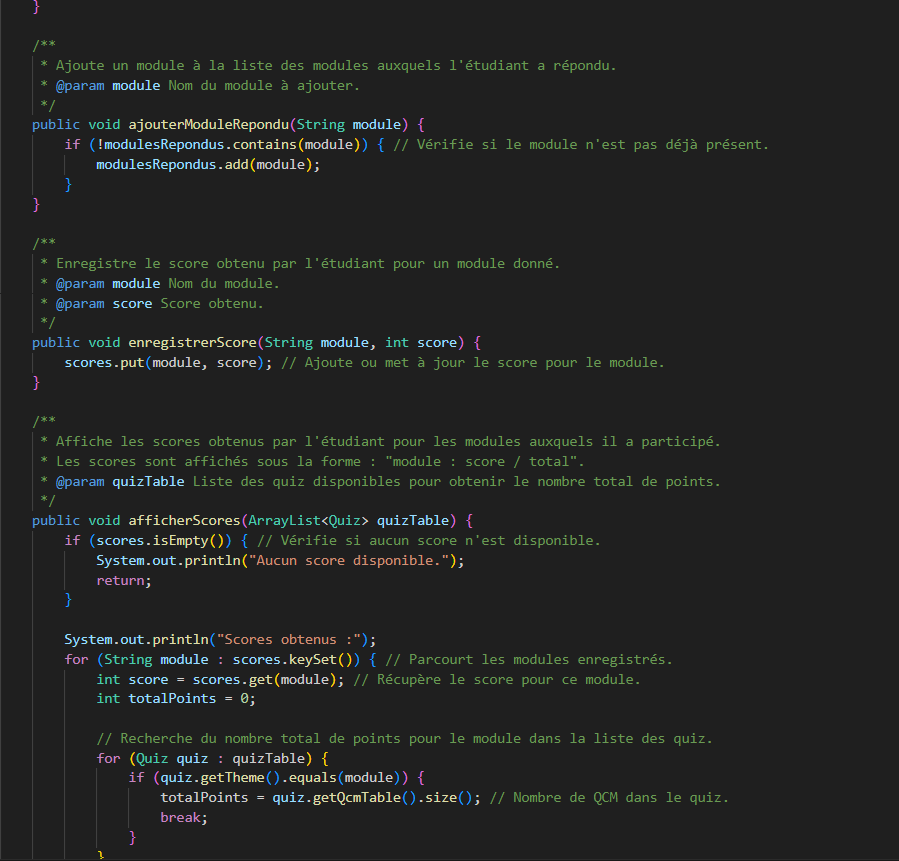 }
/**
 * Ajoute un module à la liste des modules auxquels l'étudiant a répondu.
 * @param module Nom du module à ajouter.
 */
public void ajouterModuleRepondu(String module) {
    if (!modulesRepondus.contains(module)) { // Vérifie si le module n'est pas déjà présent.
        modulesRepondus.add(module);
    }
}
/**
 * Enregistre le score obtenu par l'étudiant pour un module donné.
 * @param module Nom du module.
 * @param score Score obtenu.
 */
public void enregistrerScore(String module, int score) {
    scores.put(module, score); // Ajoute ou met à jour le score pour le module.
}
/**
 * Affiche les scores obtenus par l'étudiant pour les modules auxquels il a participé.
 * Les scores sont affichés sous la forme : "module : score / total".
 * @param quizTable Liste des quiz disponibles pour obtenir le nombre total de points.
 */
public void afficherScores(ArrayList<Quiz> quizTable) {
    if (scores.isEmpty()) { // Vérifie si aucun score n'est disponible.
        System.out.println("Aucun score disponible.");
        return;
    }
    System.out.println("Scores obtenus :");
    for (String module : scores.keySet()) { // Parcourt les modules enregistrés.
        int score = scores.get(module); // Récupère le score pour ce module.
        int totalPoints = 0;
        // Recherche du nombre total de points pour le module dans la liste des quiz.
        for (Quiz quiz : quizTable) {
            if (quiz.getTheme().equals(module)) {
                totalPoints = quiz.getQcmTable().size(); // Nombre de QCM dans le quiz.
                break;
            }
        }